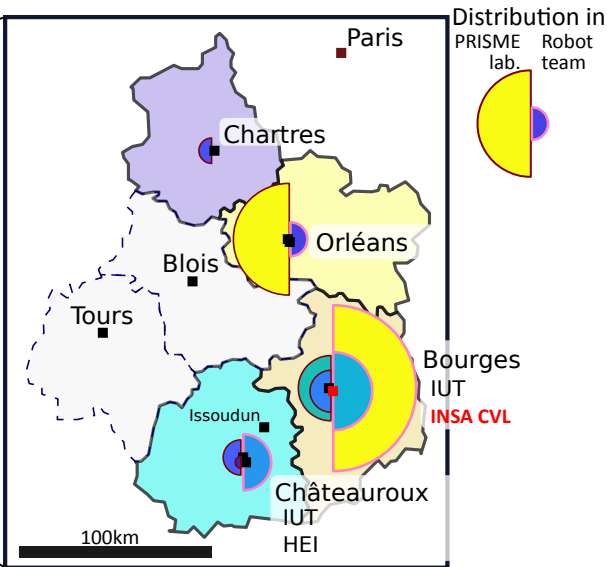 Distribution in
PRISME Robot
lab. team
Paris
Chartres
Orléans
Blois
Tours
Bourges
IUT
INSA CVL
Issoudun
Châteauroux
IUT
HEI
100km